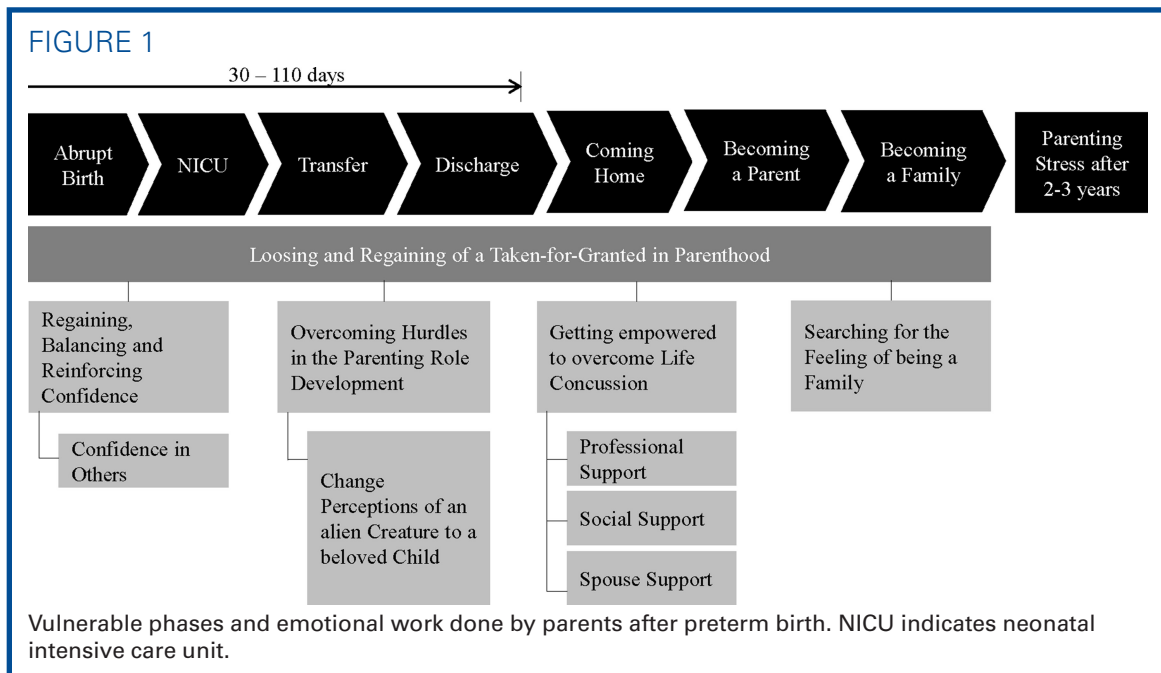 FIGURE 1
30 – 110 days
Abrupt
Birth
NICU
Transfer
Discharge
Coming
Home
Becoming
a Parent
Becoming
a Family
Parenting
Stress after
2-3 years
Loosing and Regaining of a Taken-for-Granted in Parenthood
Regaining,
Balancing and
Reinforcing
Confidence
Confidence in
Others
Overcoming Hurdles
in the Parenting Role
Development
Change
Perceptions of an
alien Creature to a
beloved Child
Getting empowered
to overcome Life
Concussion
Professional
Support
Social Support
Spouse Support
Searching for the
Feeling of being a
Family
Vulnerable phases and emotional work done by parents after preterm birth. NICU indicates neonatal
intensive care unit.